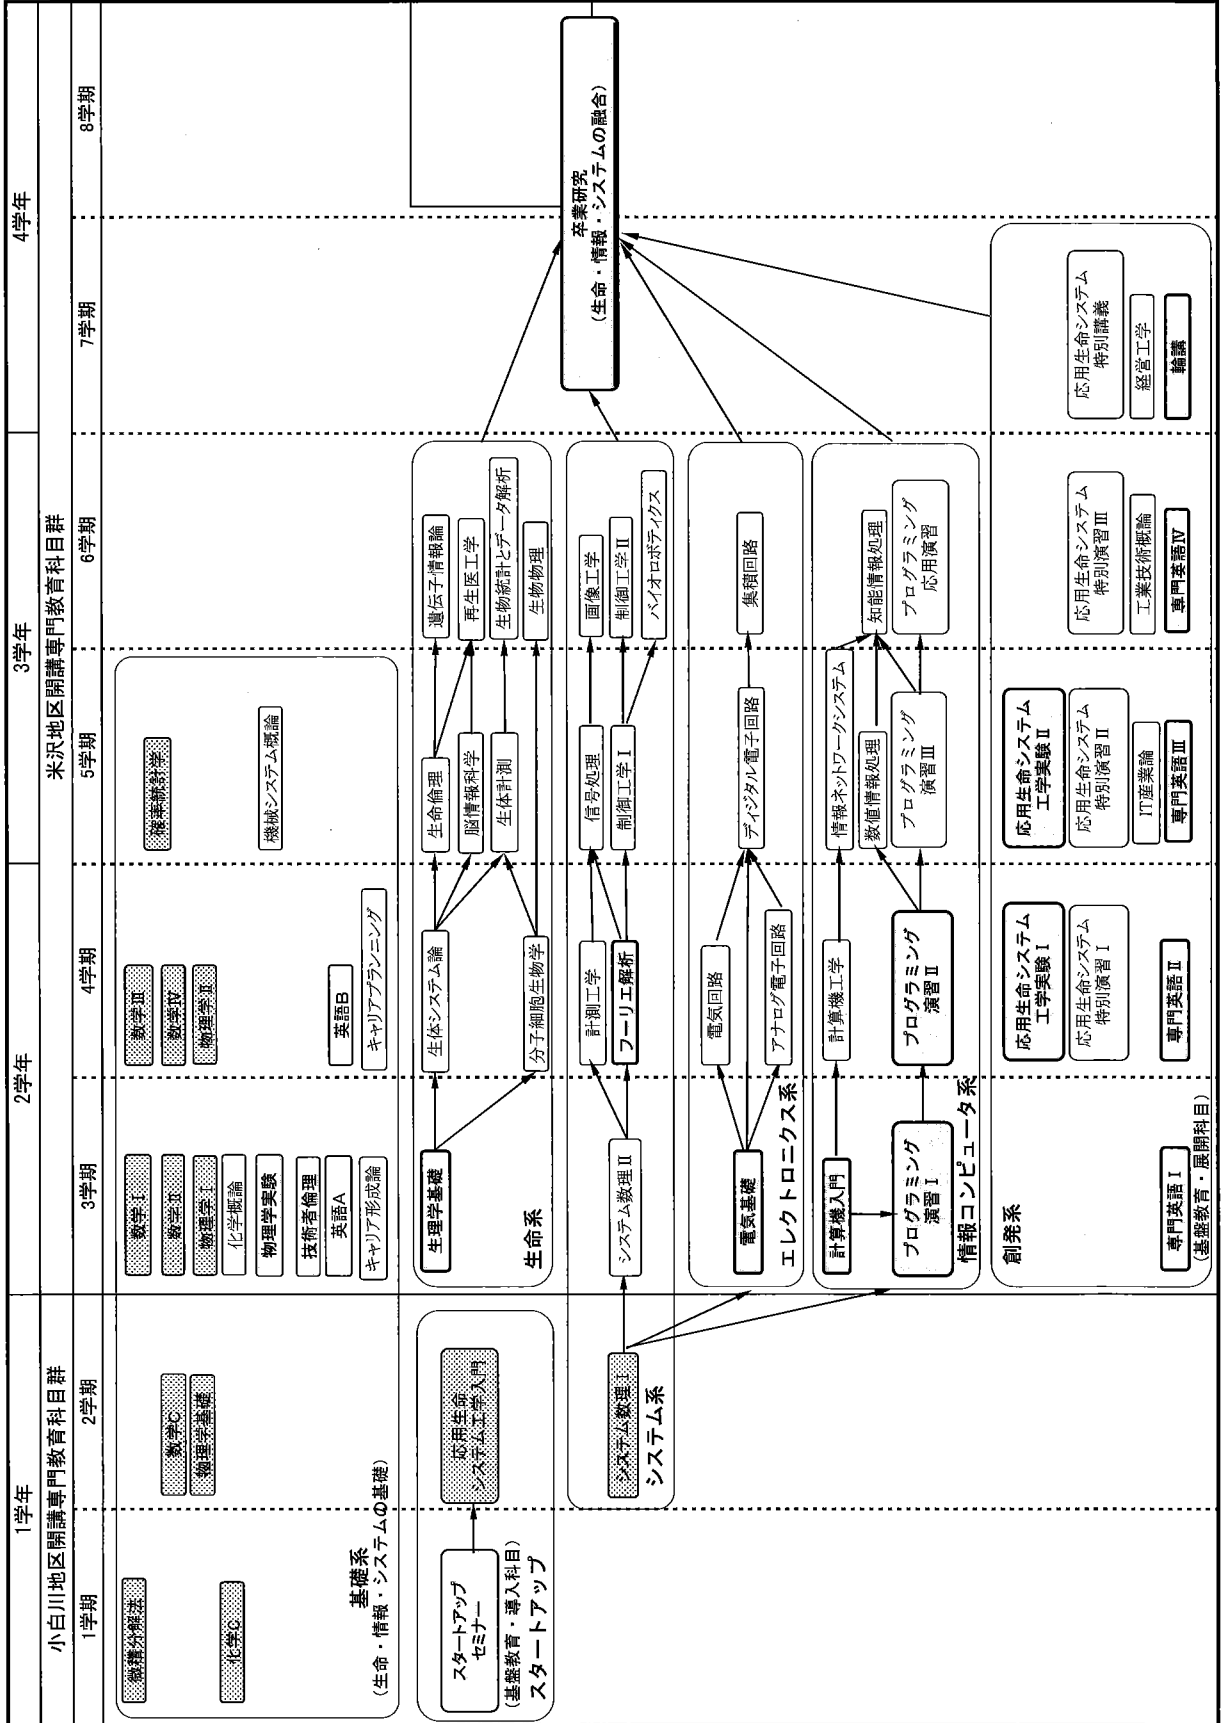 1学年
2学年
3学年
4学年
小白川地区開講専門教育科目群
米沢地区開講専門教育科目群
1学期
2学期
3学期
4学期
5学期
6学期
7学期
8学期
微積分解法
化学C
数学C
物理学基礎
数学Ⅰ
数学Ⅱ
物理学Ⅰ
化学概論
物理学実験
技術者倫理
英語A
キャリア形成論
数学Ⅲ
数学Ⅳ
物理学Ⅱ
英語B
キャリアプランニング
確率統計学
機械システム概論
基礎系
(生命・情報・システムの基礎)
スタートアップ
セミナー
(基盤教育・導入科目)
スタートアップ
応用生命
システム工学入門
生理学基礎
生命系
生体システム論
分子細胞生物学
生命倫理
脳情報科学
生体計測
遺伝子情報論
再生医工学
生物統計とデータ解析
生物物理
システム数理Ⅰ
システム系
システム数理Ⅱ
計測工学
フーリエ解析
信号処理
制御工学Ⅰ
画像工学
制御工学Ⅱ
バイオロボティクス
電気基礎
エレクトロニクス系
電気回路
アナログ電子回路
ディジタル電子回路
集積回路
計算機入門
プログラミング
演習Ⅰ
情報コンピュータ系
計算機工学
プログラミング
演習Ⅱ
情報ネットワークシステム
数値情報処理
プログラミング
演習Ⅲ
知能情報処理
プログラミング
応用演習
創発系
専門英語Ⅰ
(基盤教育・展開科目)
応用生命システム
工学実験Ⅰ
応用生命システム
特別演習Ⅰ
専門英語Ⅱ
応用生命システム
工学実験Ⅱ
応用生命システム
特別演習Ⅱ
IT産業論
専門英語Ⅲ
応用生命システム
特別演習Ⅲ
工業技術概論
専門英語Ⅳ
応用生命システム
特別講義
経営工学
輪講
卒業研究
(生命・情報・システムの融合)